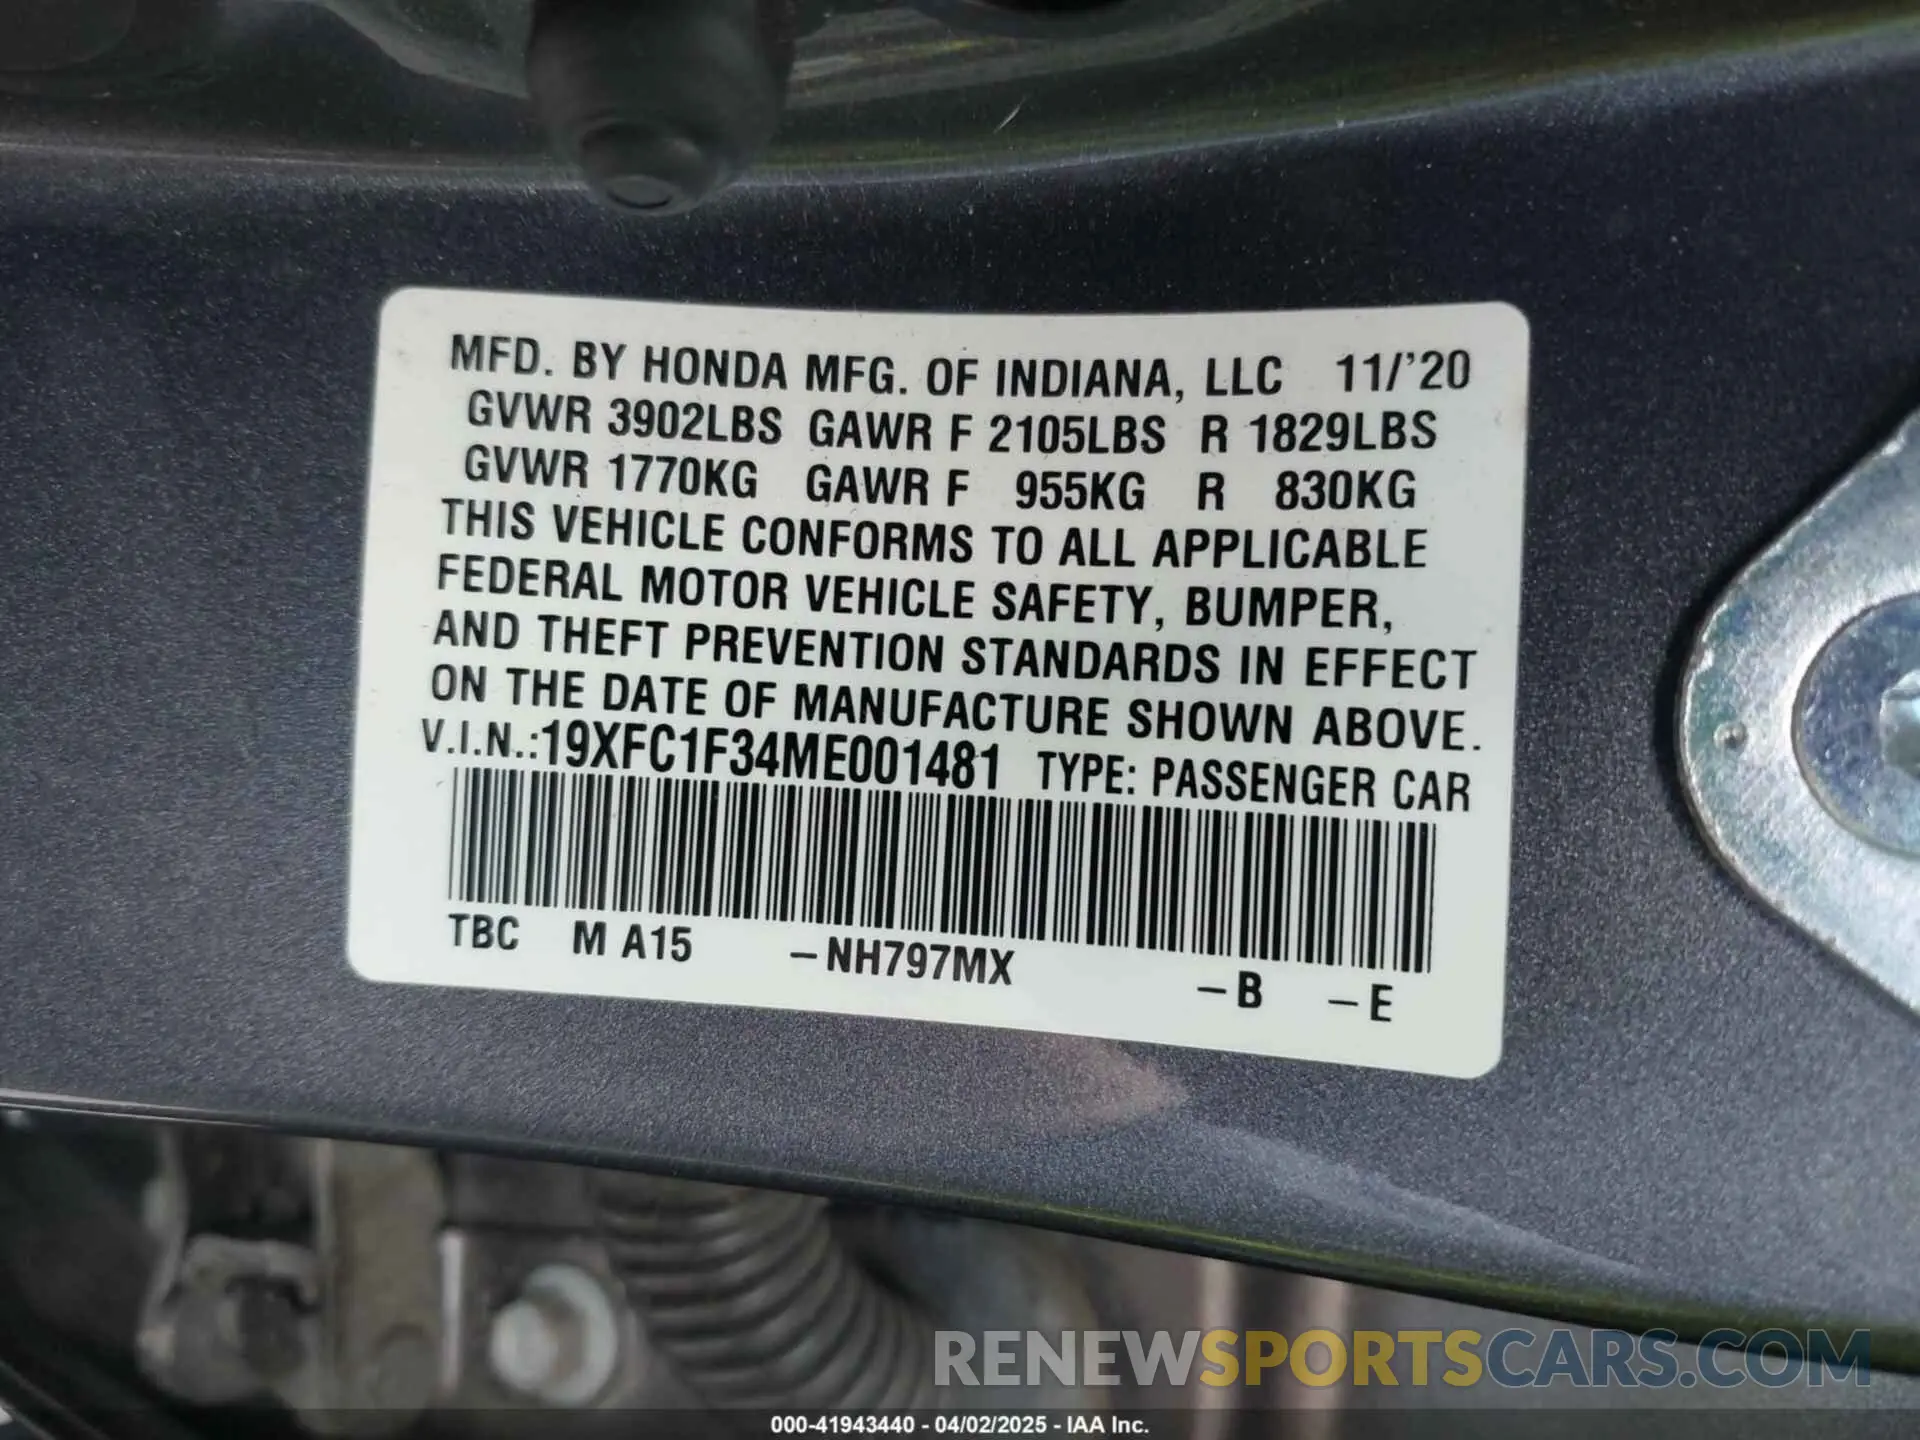 MFD. BY HONDA MFG. OF INDIANA, LLC 11/'20
GVWR 3902LBS GAWR F 2105LBS R 1829LBS
GVWR 1770KG GAWR F 955KG R 830KG
THIS VEHICLE CONFORMS TO ALL APPLICABLE
FEDERAL MOTOR VEHICLE SAFETY, BUMPER,
AND THEFT PREVENTION STANDARDS IN EFFECT
ON THE DATE OF MANUFACTURE SHOWN ABOVE.
V.I.N.:19XFC1F34ME001481 TYPE: PASSENGER CAR
TBC M A15 –NH797MX –B –E
RENEWSPORTSCARS.COM
000-41943440 - 04/02/2025 - IAA Inc.